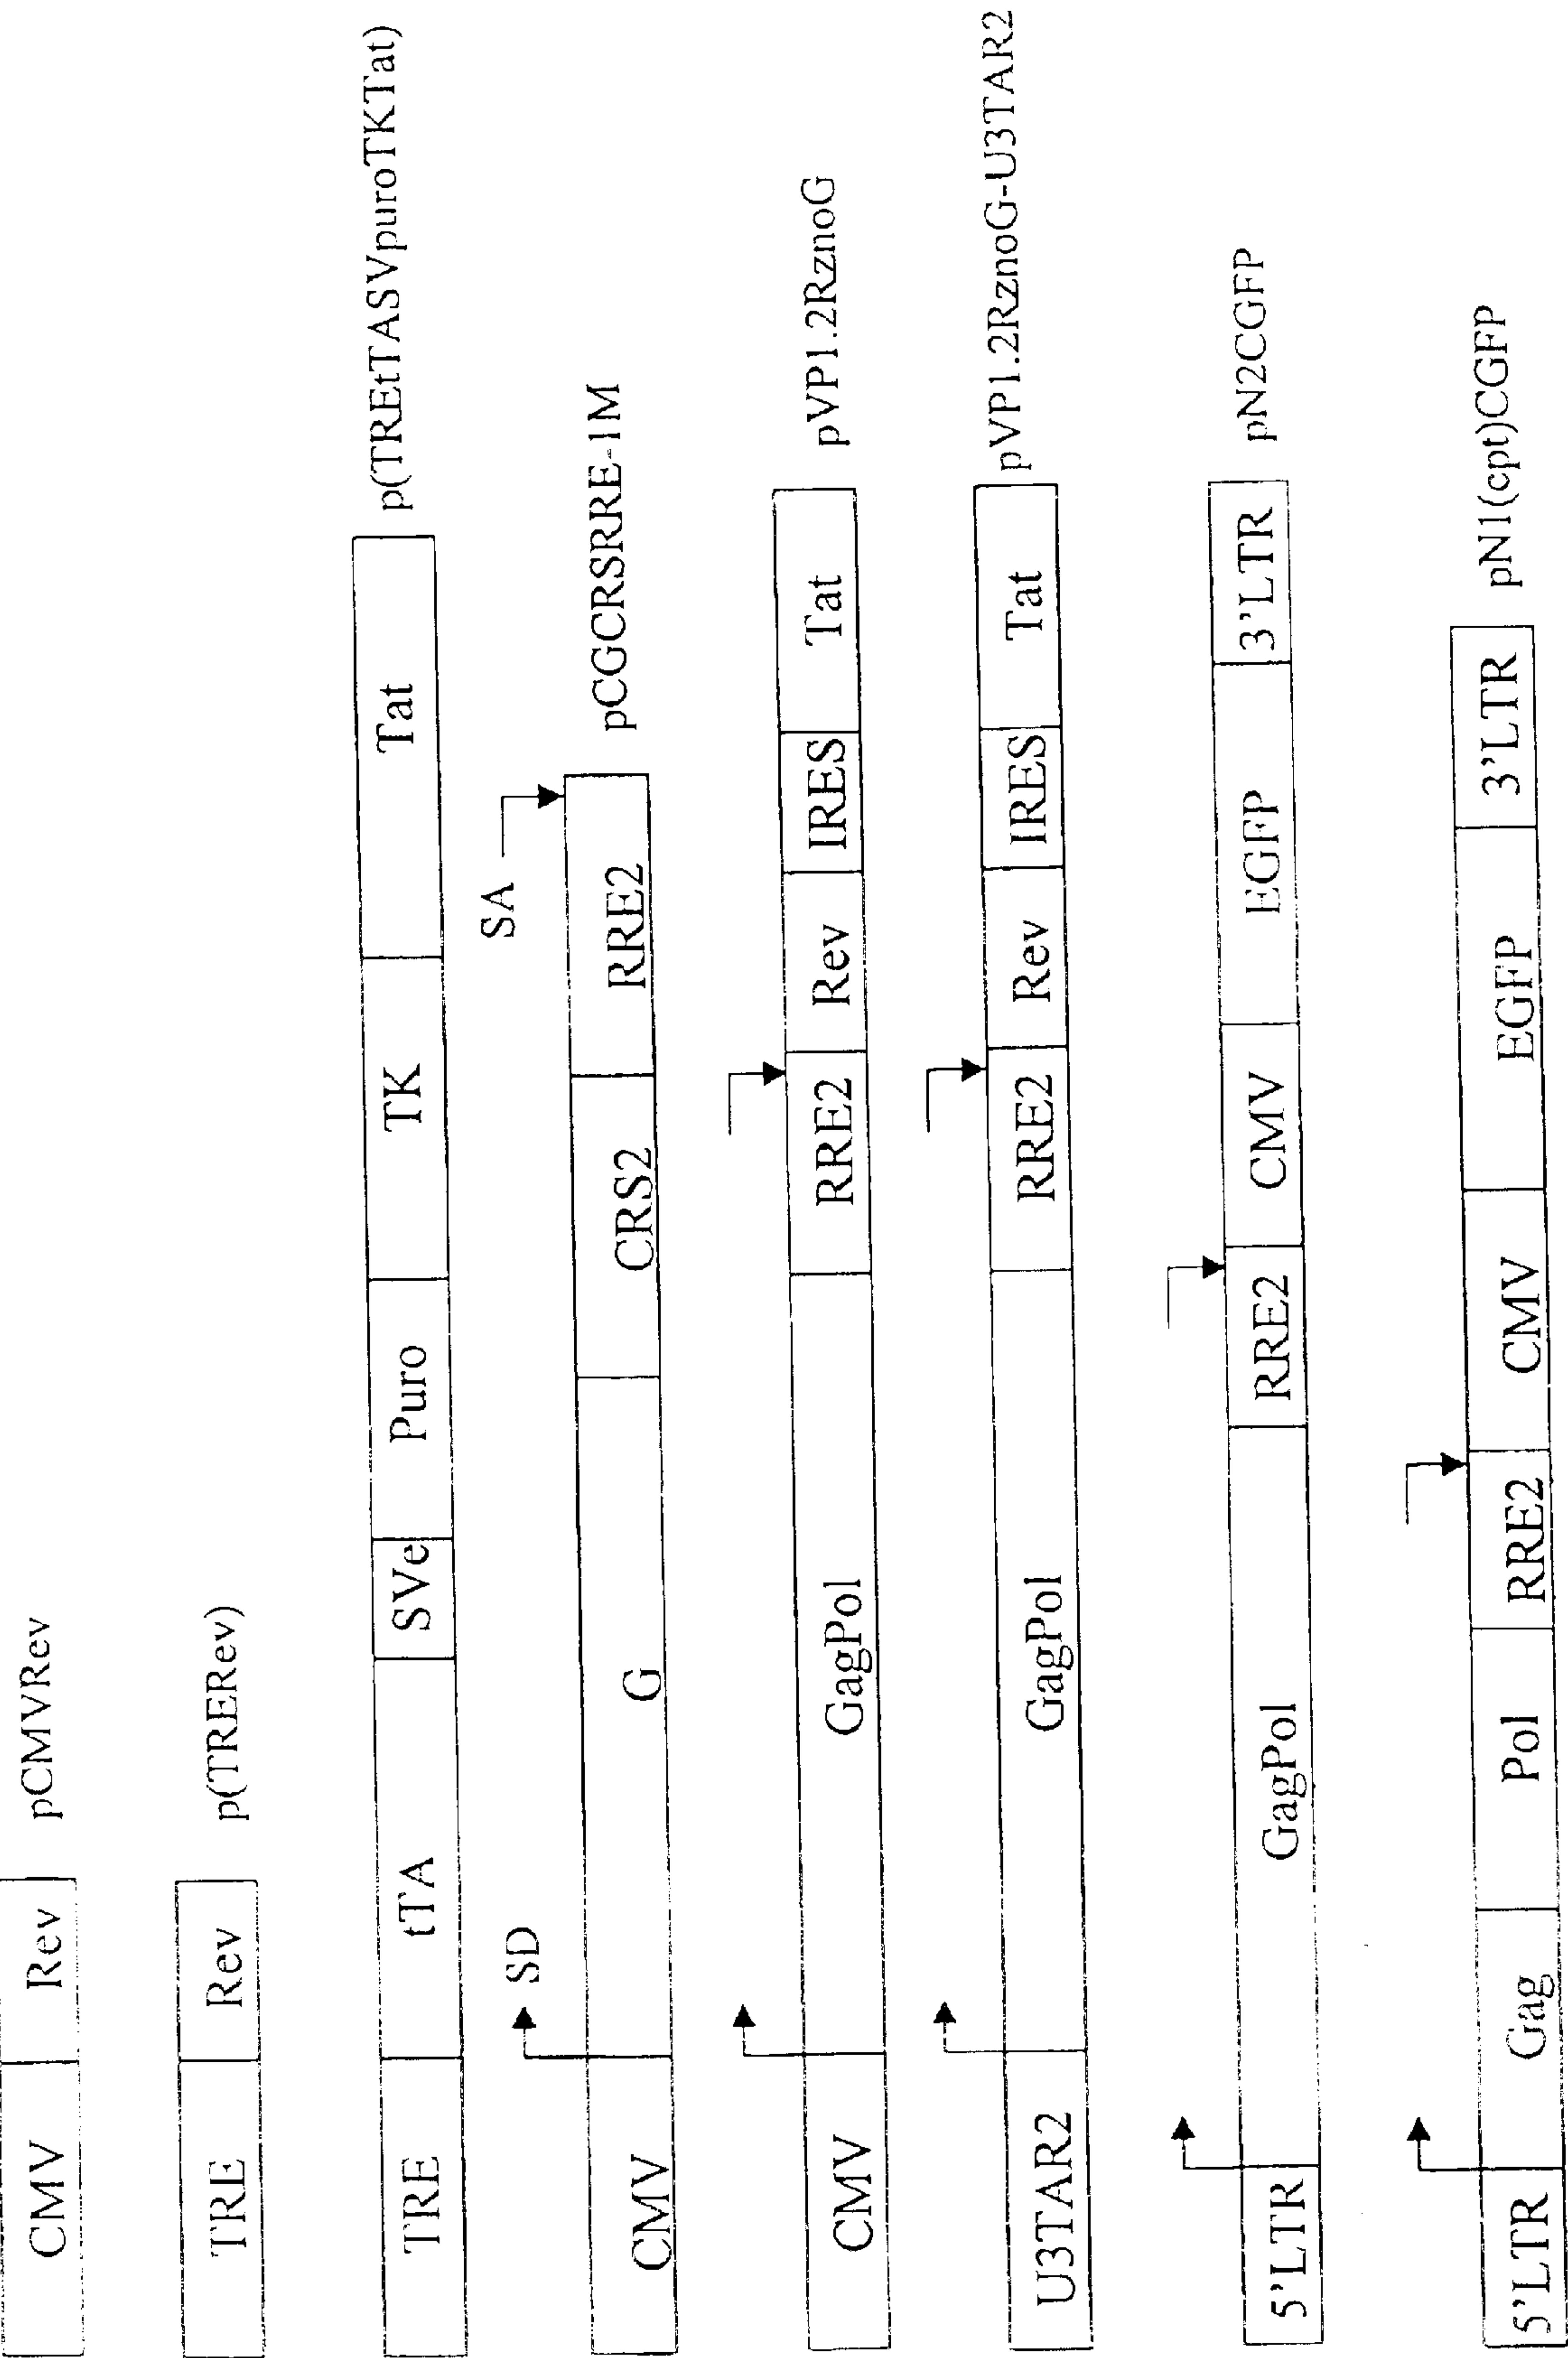 CMV Rev pCMVRev
TRE Rev p(TRERev)
TRE tTA SVe Puro TK Tat p(TREtTASVpuroTKTat)
SD SA
CMV G CRS2 RRE2 pCGCRSRRE-1M
CMV GagPol RRE2 Rev IRES Tat pVP1.2RznoG
U3TAR2 GagPol RRE2 Rev IRES Tat pVP1.2RznoG-U3TAR2
5'LTR GagPol RRE2 CMV EGFP 3'LTR pN2CGFP
5'LTR Gag Pol RRE2 CMV EGFP 3'LTR pN1(cpt)CGFP